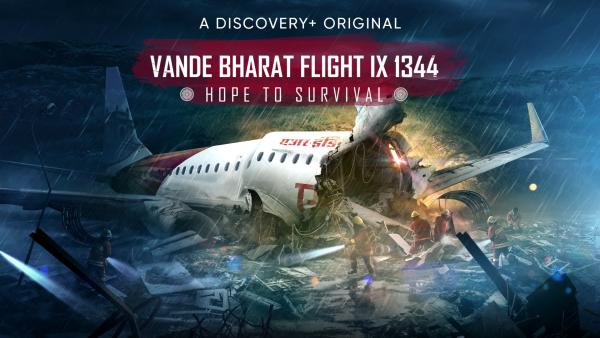 A DISCOVERY+ ORIGINAL
VANDE BHARAT FLIGHT IX 1344
HOPE TO SURVIVAL